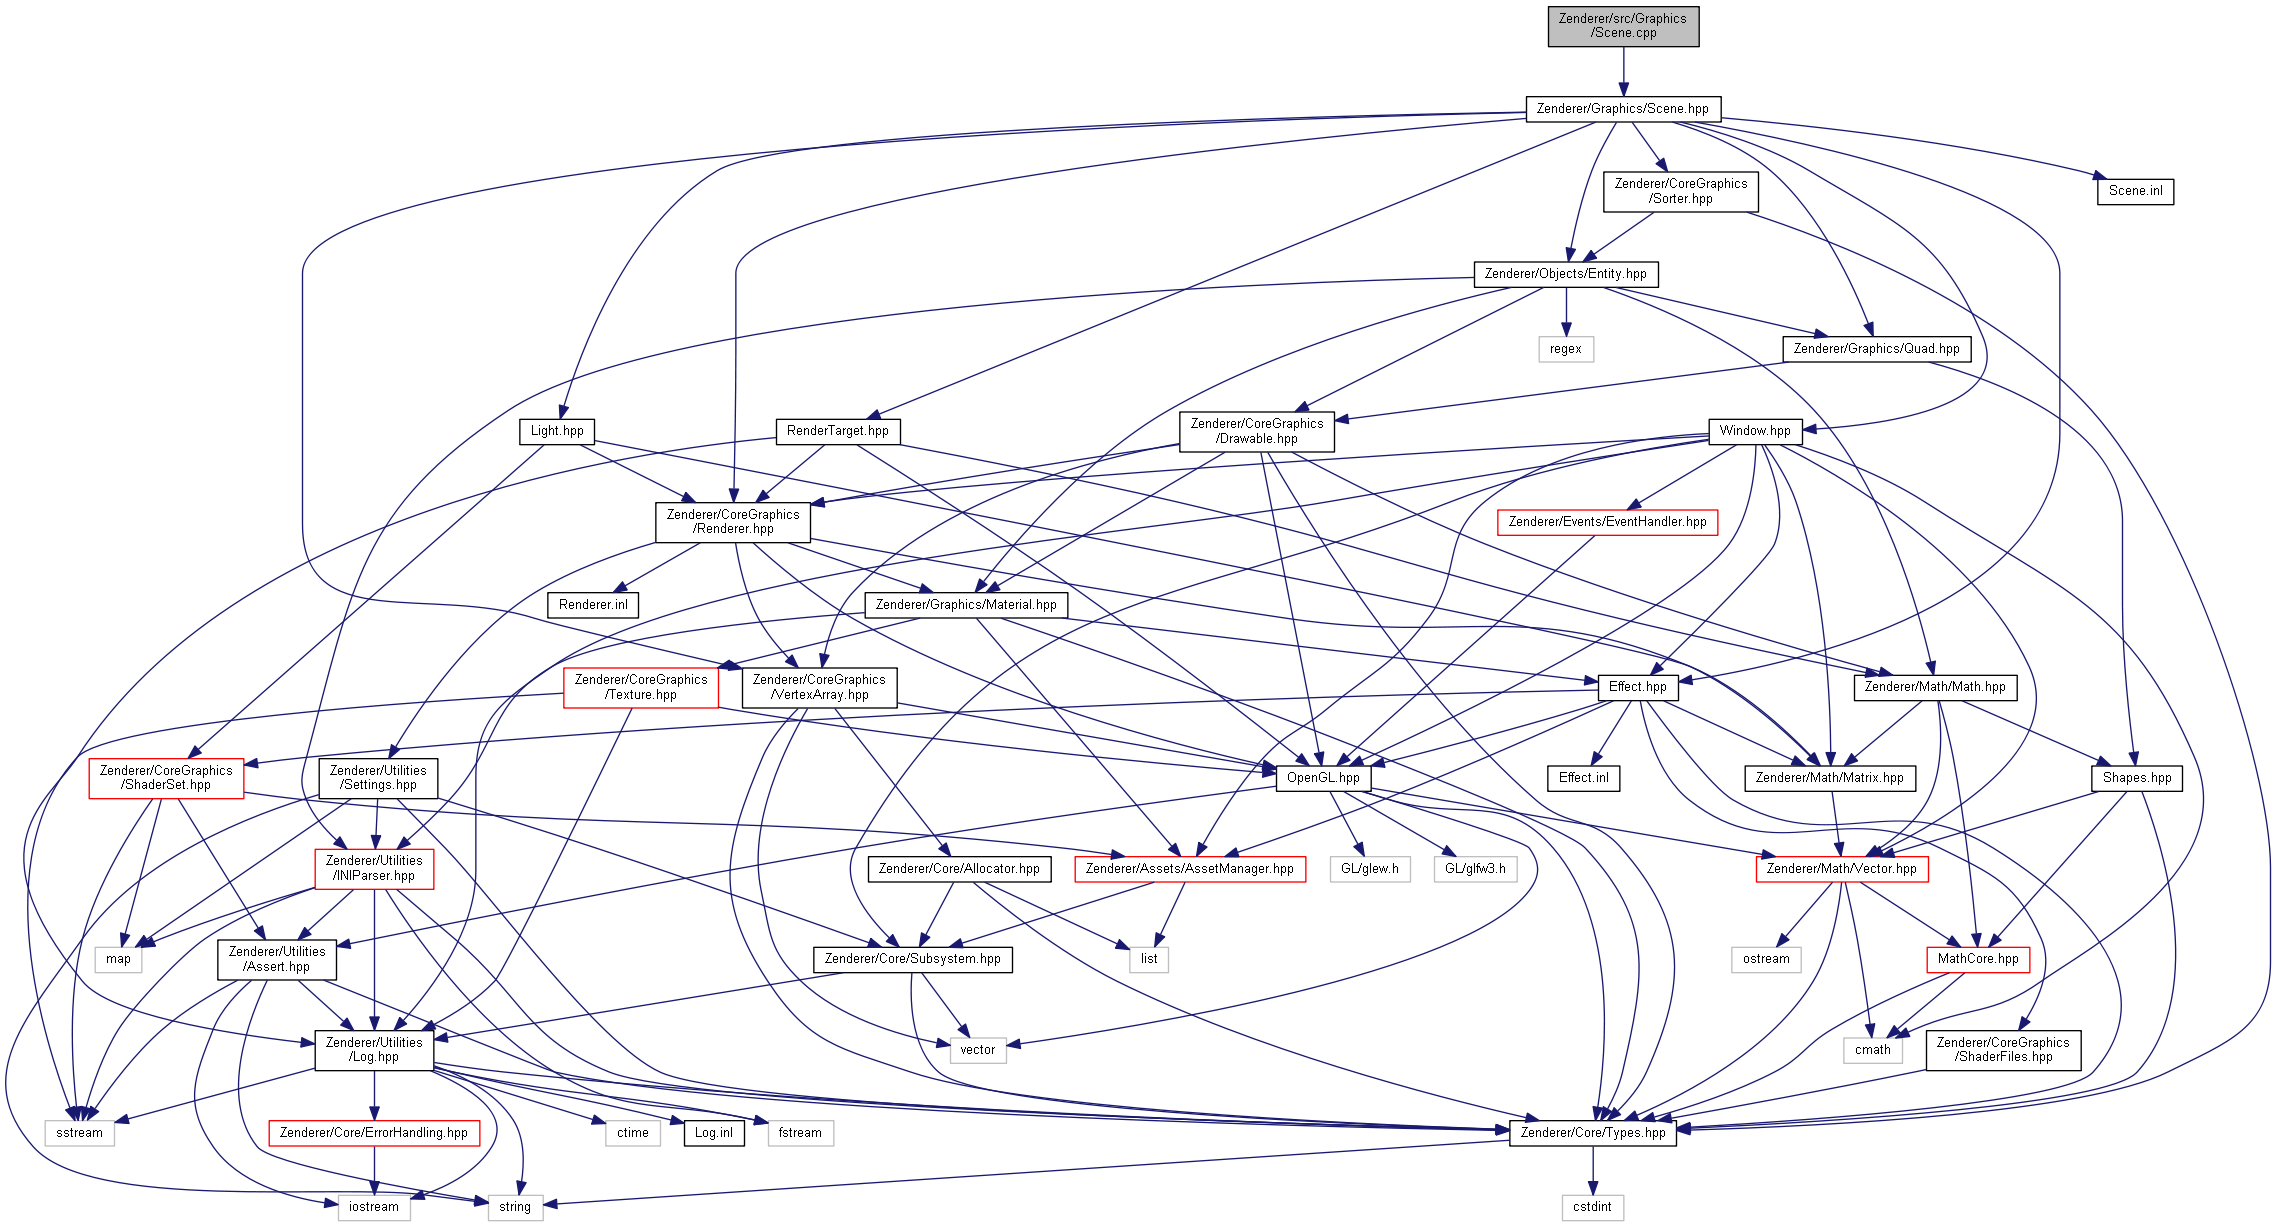 Zenderer/src/Graphics
/Scene.cpp
Zenderer/Graphics/Scene.hpp
Zenderer/CoreGraphics
/Sorter.hpp
Scene.inl
Zenderer/Objects/Entity.hpp
regex
Zenderer/Graphics/Quad.hpp
Light.hpp
RenderTarget.hpp
Zenderer/CoreGraphics
/Drawable.hpp
Window.hpp
Zenderer/CoreGraphics
/Renderer.hpp
Zenderer/Events/EventHandler.hpp
Renderer.inl
Zenderer/Graphics/Material.hpp
Zenderer/CoreGraphics
/Texture.hpp
Zenderer/CoreGraphics
/VertexArray.hpp
Effect.hpp
Zenderer/Math/Math.hpp
Zenderer/CoreGraphics
/ShaderSet.hpp
Zenderer/Utilities
/Settings.hpp
OpenGL.hpp
Effect.inl
Zenderer/Math/Matrix.hpp
Shapes.hpp
Zenderer/Utilities
/INIParser.hpp
Zenderer/Core/Allocator.hpp
Zenderer/Assets/AssetManager.hpp
GL/glew.h
GL/glfw3.h
Zenderer/Math/Vector.hpp
map
Zenderer/Utilities
/Assert.hpp
Zenderer/Core/Subsystem.hpp
list
ostream
MathCore.hpp
Zenderer/Utilities
/Log.hpp
vector
cmath
Zenderer/CoreGraphics
/ShaderFiles.hpp
sstream
Zenderer/Core/ErrorHandling.hpp
ctime
Log.inl
fstream
Zenderer/Core/Types.hpp
iostream
string
cstdint